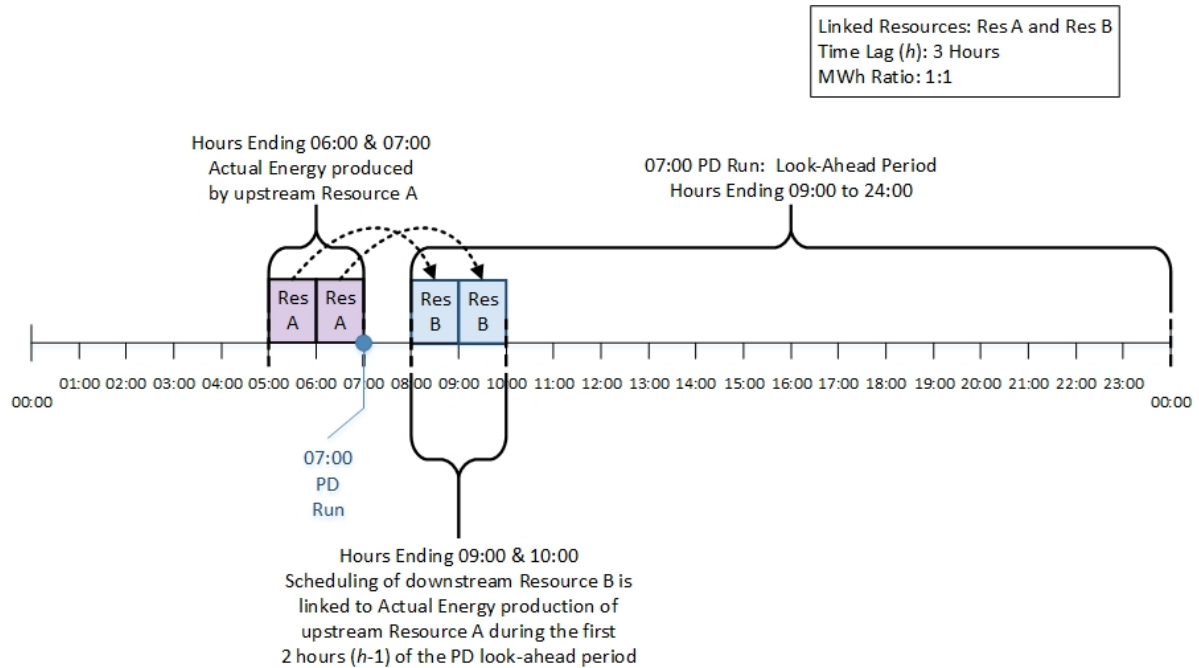 Linked Resources: Res A and Res B
Time Lag (h): 3 Hours
MWh Ratio: 1:1
Hours Ending 06:00 & 07:00
Actual Energy produced
by upstream Resource A
07:00 PD Run: Look-Ahead Period
Hours Ending 09:00 to 24:00
Res
A
Res
A
Res
B
Res
B
00:00
01:00 02:00 03:00 04:00 05:00 06:00 07:00 08:00 09:00 10:00 11:00 12:00 13:00 14:00 15:00 16:00 17:00 18:00 19:00 20:00 21:00 22:00 23:00
00:00
07:00
PD
Run
Hours Ending 09:00 & 10:00
Scheduling of downstream Resource B is
linked to Actual Energy production of
upstream Resource A during the first
2 hours (h-1) of the PD look-ahead period